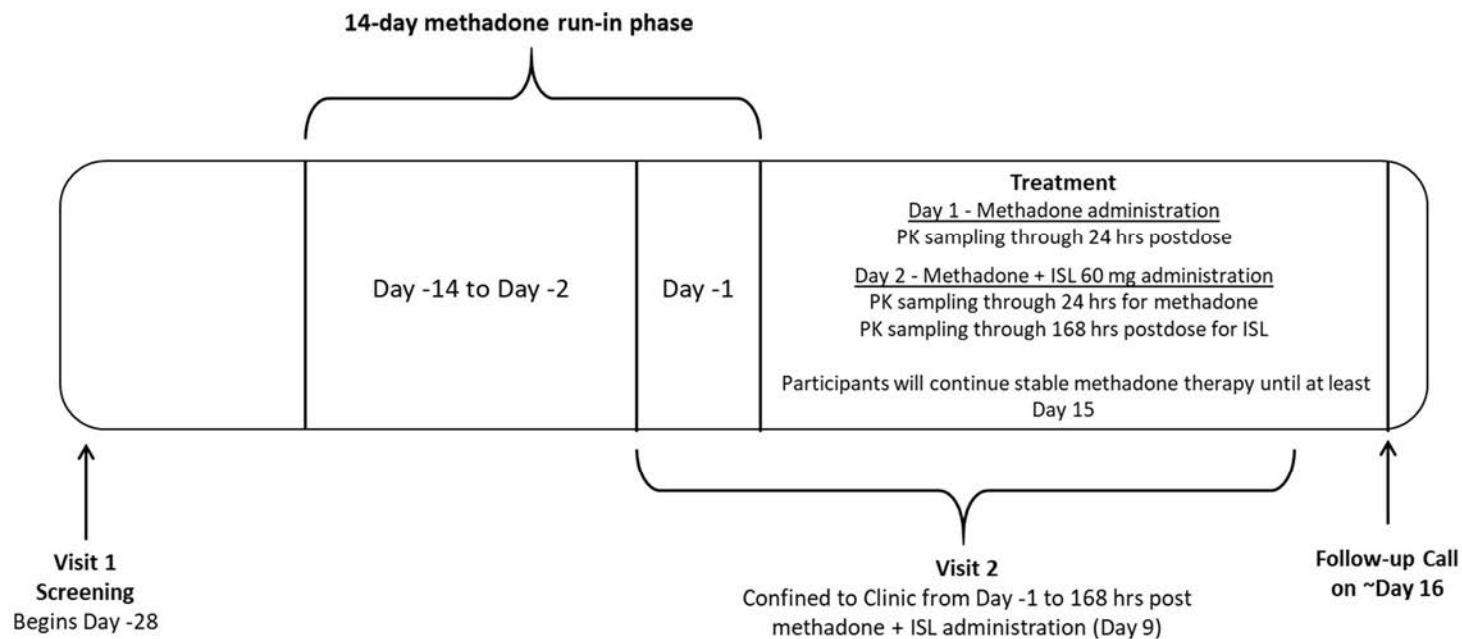 14-day methadone run-in phase
Day -14 to Day -2
Day -1
Treatment
Day 1 - Methadone administration
PK sampling through 24 hrs postdose
Day 2 - Methadone + ISL 60 mg administration
PK sampling through 24 hrs for methadone
PK sampling through 168 hrs postdose for ISL
Participants will continue stable methadone therapy until at least
Day 15
Visit 1
Screening
Begins Day -28
Visit 2
Confined to Clinic from Day -1 to 168 hrs post
methadone + ISL administration (Day 9)
Follow-up Call
on ~Day 16